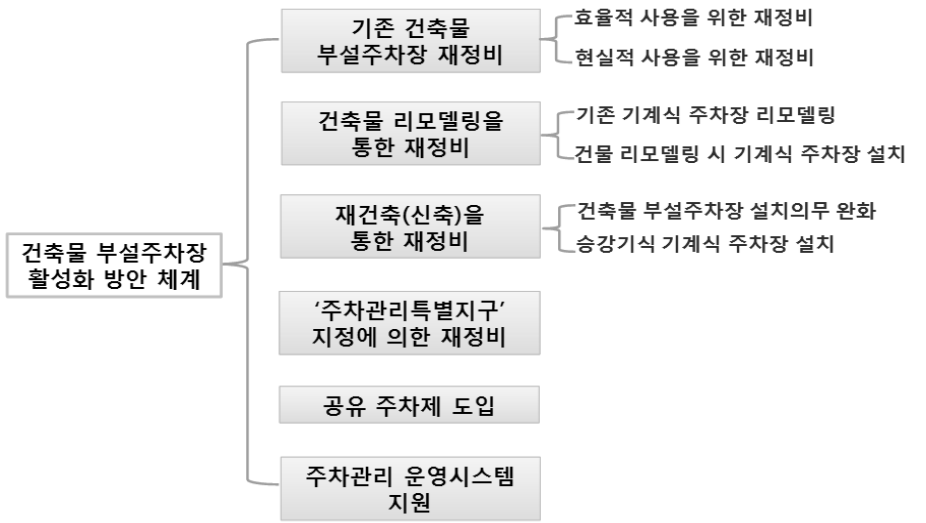 건축물 부설주차장
활성화 방안 체계
기존 건축물
부설주차장 재정비
효율적 사용을 위한 재정비
현실적 사용을 위한 재정비
건축물 리모델링을
통한 재정비
기존 기계식 주차장 리모델링
건물 리모델링 시 기계식 주차장 설치
재건축(신축)을
통한 재정비
건축물 부설주차장 설치의무 완화
승강기식 기계식 주차장 설치
‘주차관리특별지구’
지정에 의한 재정비
공유 주차제 도입
주차관리 운영시스템
지원